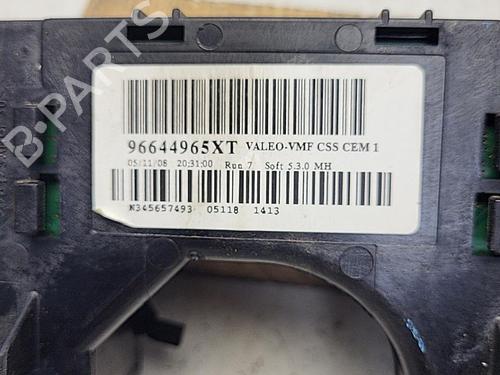 B-PARTS
96644965XT VALEO-VMF CSS CEM 1
05/11/08 20:31:00 Run 7 Soft 5.3.0 MH
N345657493 05118 1413